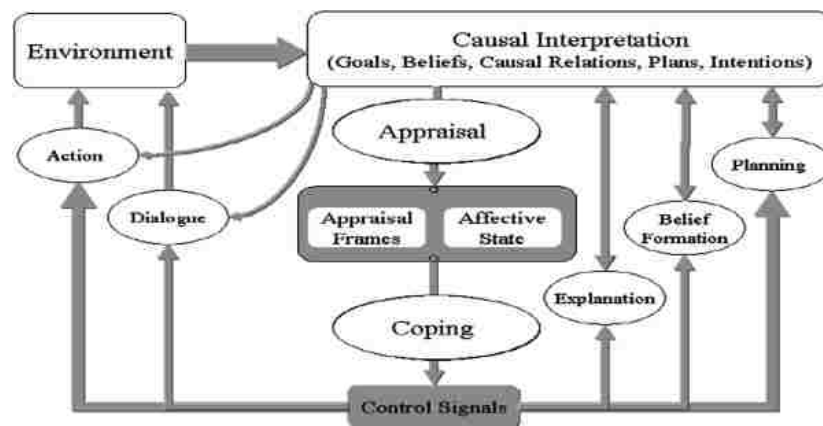 Environment
Causal Interpretation
(Goals, Beliefs, Causal Relations, Plans, Intentions)
Action
Appraisal
Planning
Dialogue
Appraisal
Frames
Affective
State
Belief
Formation
Explanation
Coping
Control Signals